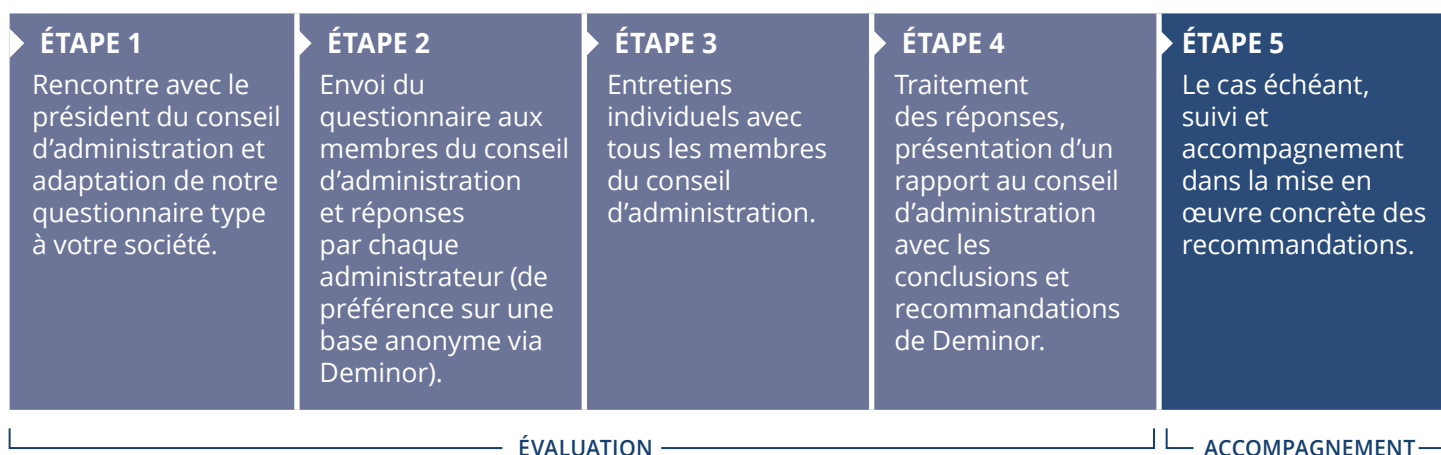 ÉTAPE 1
Rencontre avec le
président du conseil
d'administration et
adaptation de notre
questionnaire type
à votre société.
ÉTAPE 2
Envoi du
questionnaire aux
membres du conseil
d'administration
et réponses
par chaque
administrateur (de
préférence sur une
base anonyme via
Deminor).
ÉTAPE 3
Entretiens
individuels avec
tous les membres
du conseil
d'administration.
ÉTAPE 4
Traitement
des réponses,
présentation d'un
rapport au conseil
d'administration
avec les
conclusions et
recommandations
de Deminor.
ÉTAPE 5
Le cas échéant,
suivi et
accompagnement
dans la mise en
œuvre concrète des
recommandations.
ÉVALUATION
ACCOMPAGNEMENT